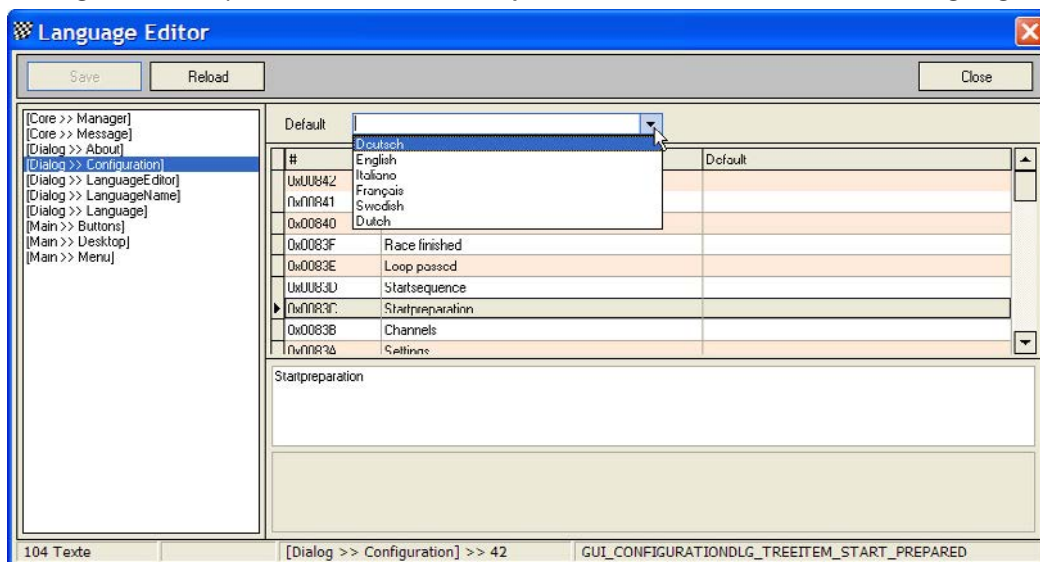 Language Editor
Save Reload Close
[Core >> Manager]
[Core >> Message]
[Dialog >> About]
[Dialog >> Configuration]
[Dialog >> LanguageEditor]
[Dialog >> LanguageName]
[Dialog >> Language]
[Main >> Buttons]
[Main >> Desktop]
[Main >> Menu]
Default
Deutsch
English
Italiano
Français
Swedish
Dutch
# Default
0x00842
0x00841
0x00840
0x0083F Race finished
0x0083E Loop passed
0x0083D Startsequence
0x0083C Startpreparation
0x0083B Channels
0x0083A Settings
Startpreparation
104 Texte [Dialog >> Configuration] >> 42 GUI_CONFIGURATIONDLG_TREEITEM_START_PREPARED